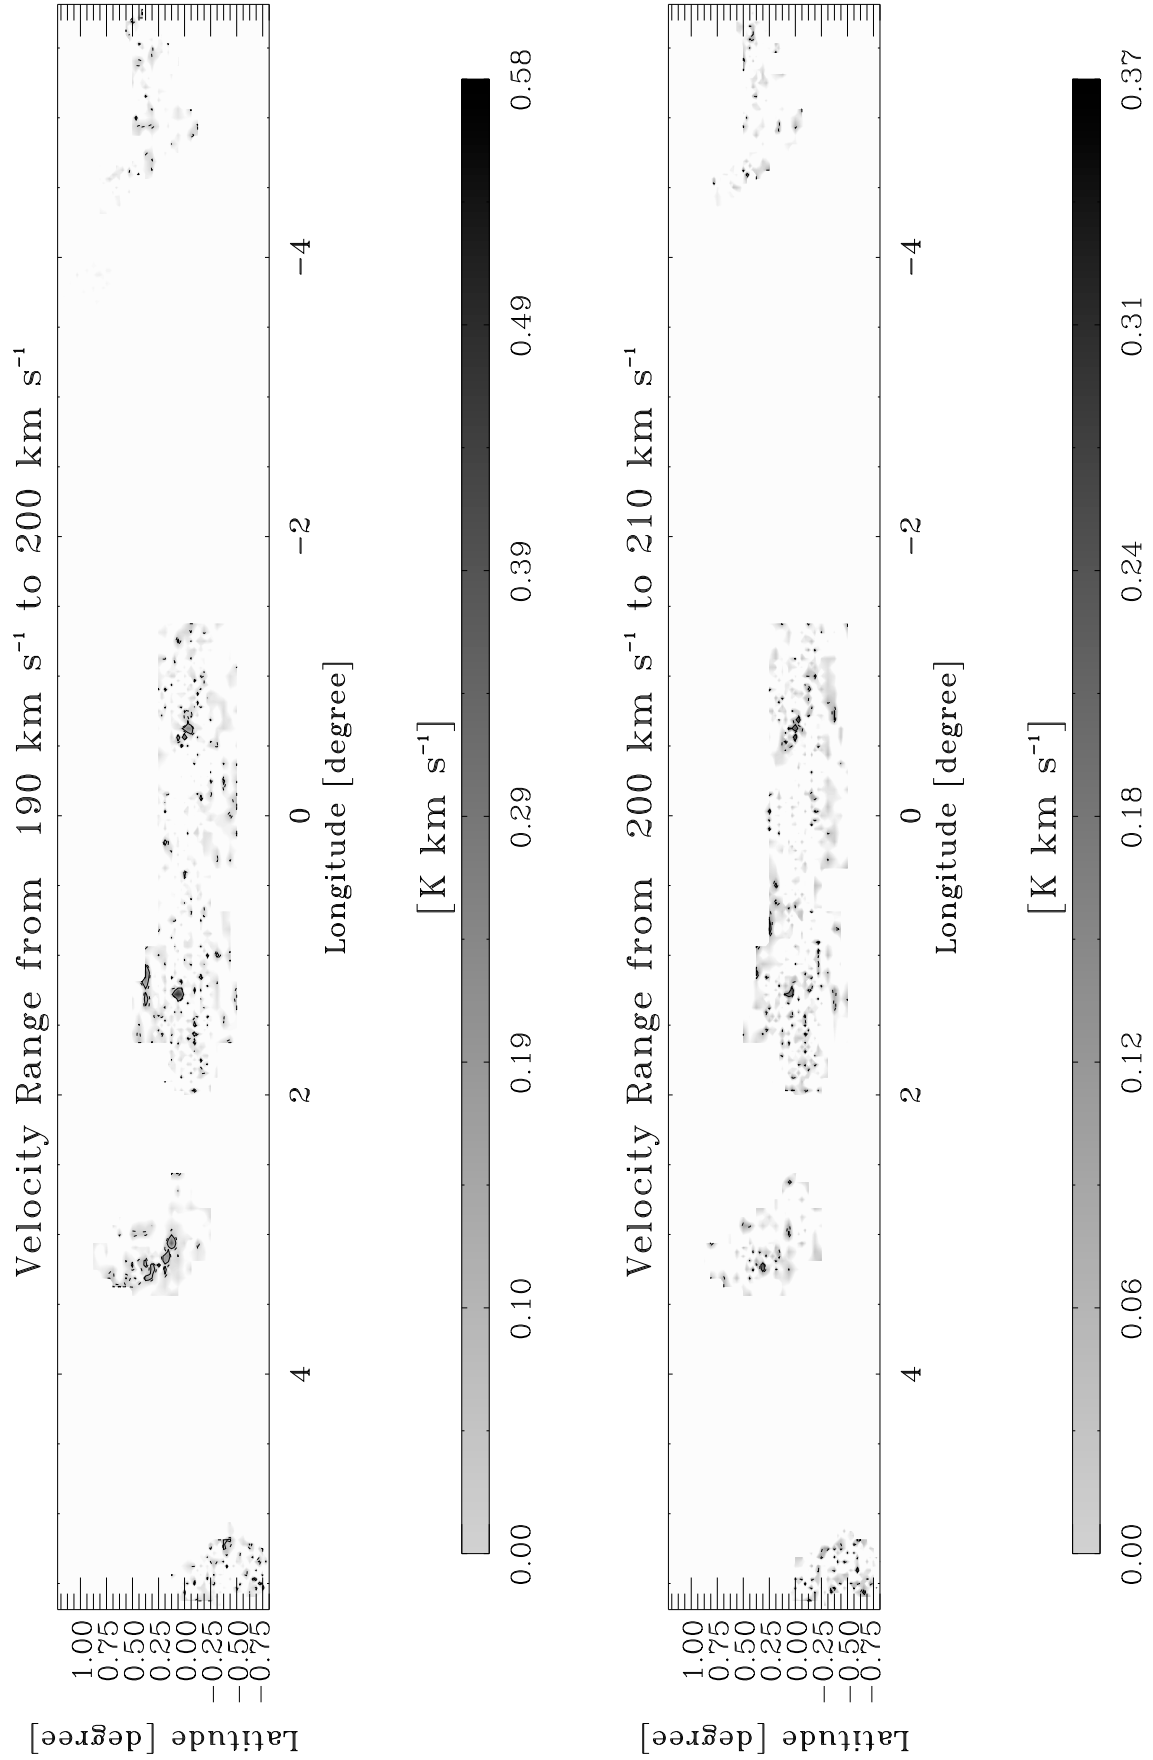 Velocity Range from 190 km s⁻¹ to 200 km s⁻¹
Latitude [degree]
1.00
0.75
0.50
0.25
0.00
−0.25
−0.50
−0.75
4 2 0 −2 −4
Longitude [degree]
[K km s⁻¹]
0.00 0.10 0.19 0.29 0.39 0.49 0.58
Velocity Range from 200 km s⁻¹ to 210 km s⁻¹
Latitude [degree]
1.00
0.75
0.50
0.25
0.00
−0.25
−0.50
−0.75
4 2 0 −2 −4
Longitude [degree]
[K km s⁻¹]
0.00 0.06 0.12 0.18 0.24 0.31 0.37